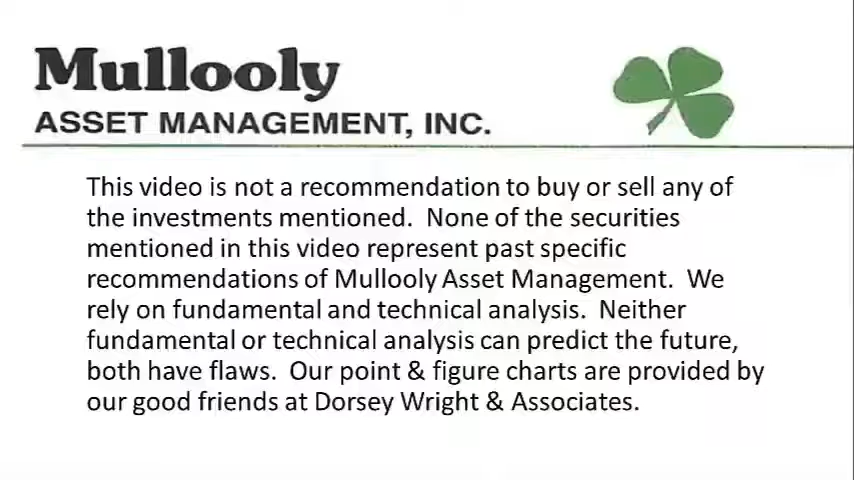 Mullooly
ASSET MANAGEMENT, INC.
This video is not a recommendation to buy or sell any of
the investments mentioned.  None of the securities
mentioned in this video represent past specific
recommendations of Mullooly Asset Management.  We
rely on fundamental and technical analysis.  Neither
fundamental or technical analysis can predict the future,
both have flaws.  Our point & figure charts are provided by
our good friends at Dorsey Wright & Associates.